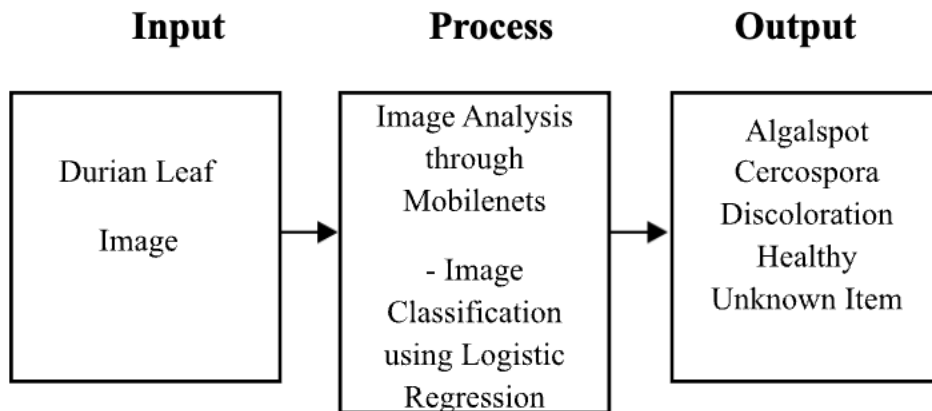 Input
Process
Output
Durian Leaf
Image
Image Analysis
through
Mobilenets
- Image
Classification
using Logistic
Regression
Algalspot
Cercospora
Discoloration
Healthy
Unknown Item